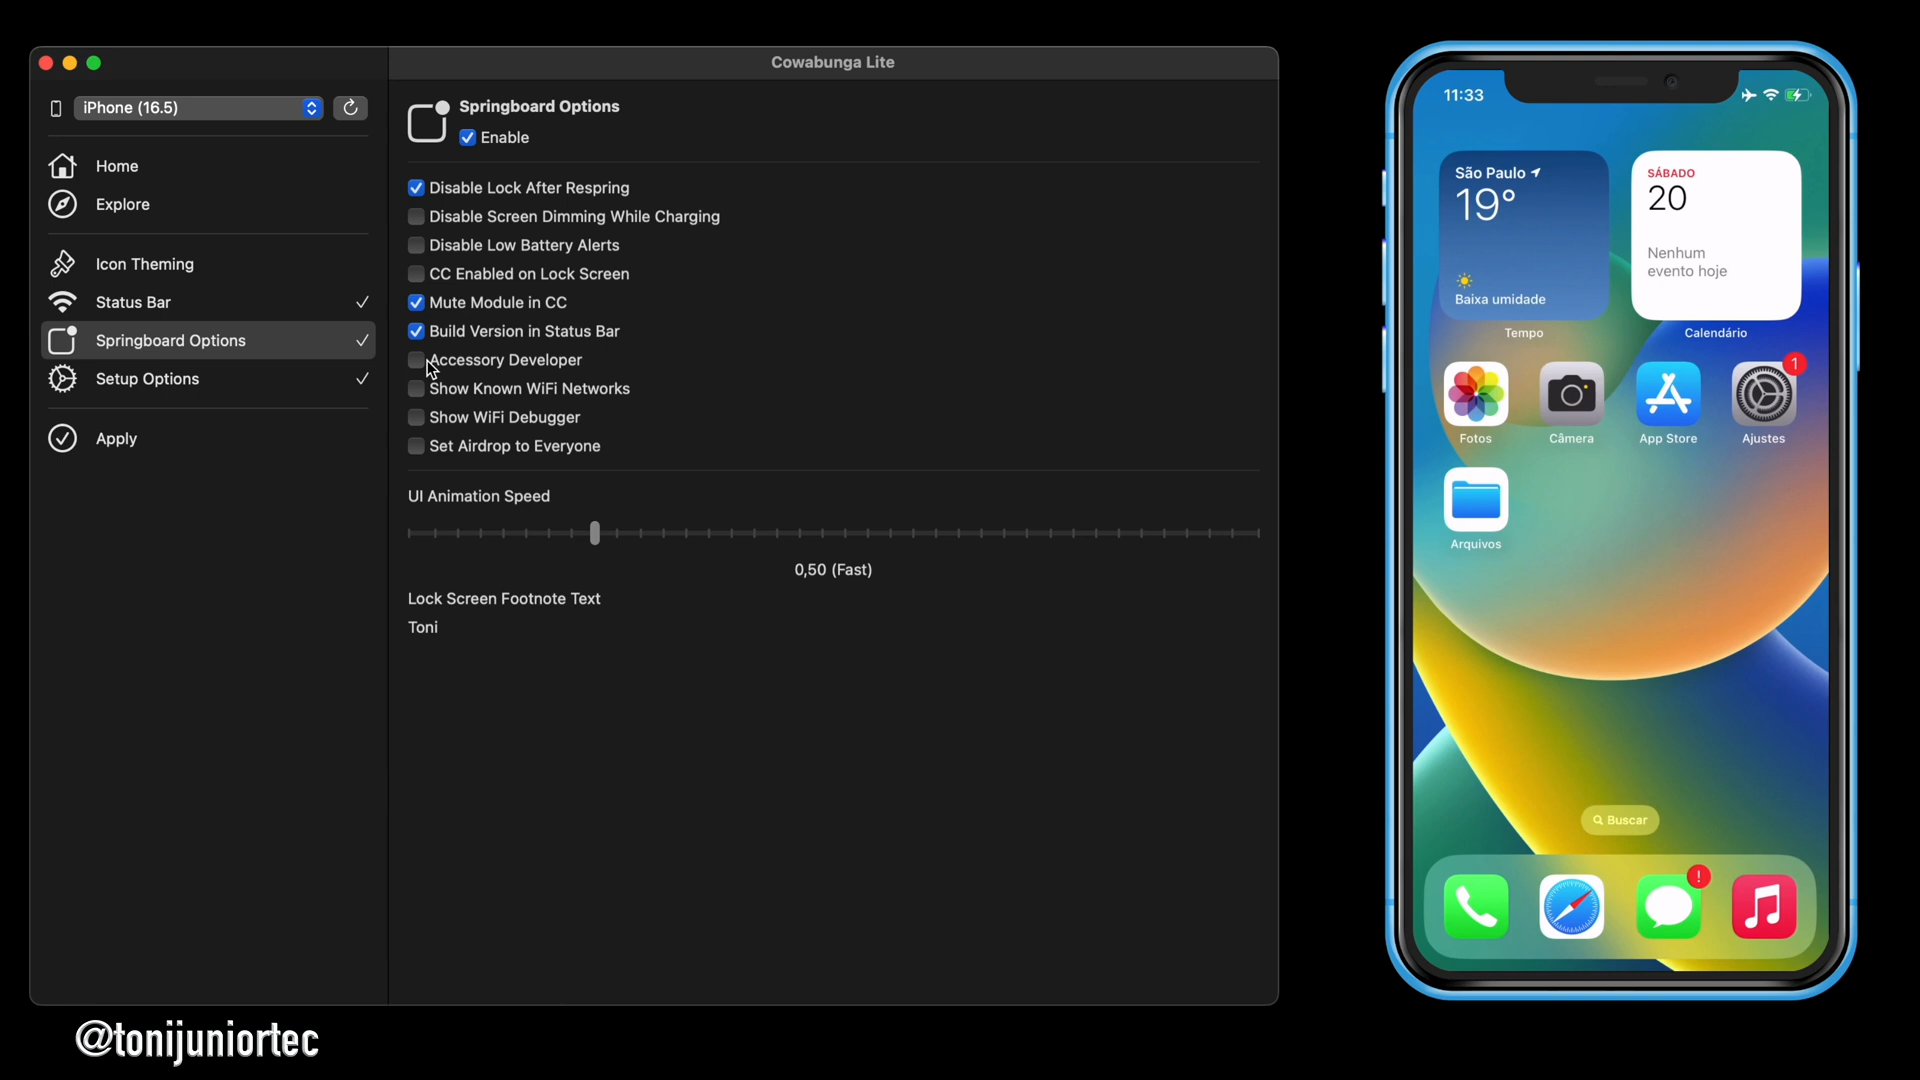 Cowabunga Lite
iPhone (16.5)
Home
Explore
Icon Theming
Status Bar
Springboard Options
Setup Options
Apply
Springboard Options
Enable
Disable Lock After Respring
Disable Screen Dimming While Charging
Disable Low Battery Alerts
CC Enabled on Lock Screen
Mute Module in CC
Build Version in Status Bar
Accessory Developer
Show Known WiFi Networks
Show WiFi Debugger
Set Airdrop to Everyone
UI Animation Speed
0,50 (Fast)
Lock Screen Footnote Text
Toni
11:33
São Paulo
19°
Baixa umidade
Tempo
SÁBADO
20
Nenhum
evento hoje
Calendário
1
Fotos
Câmera
App Store
Ajustes
Arquivos
Buscar
!
@tonijuniortec